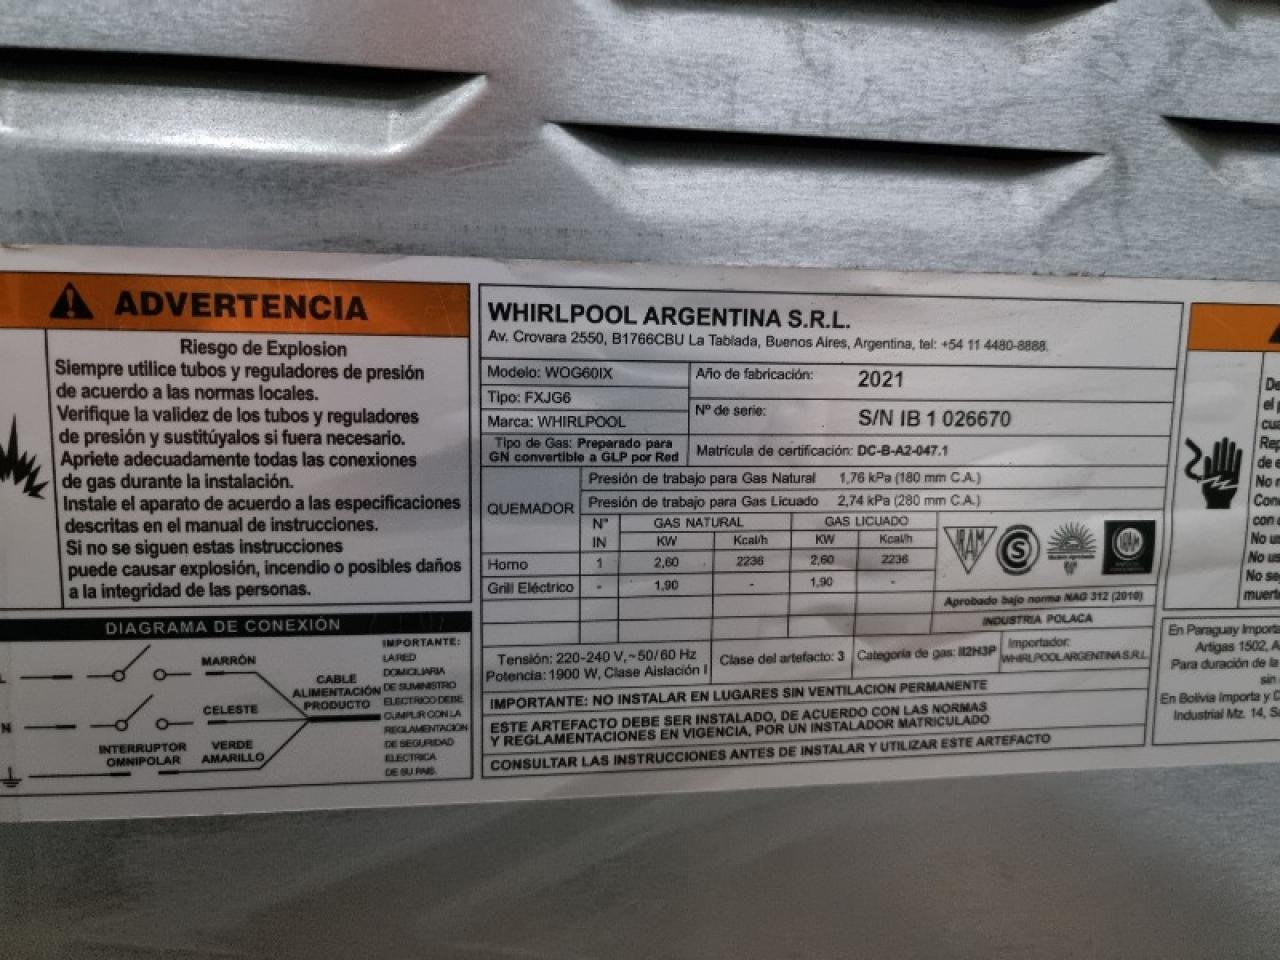 ADVERTENCIA
Riesgo de Explosion
Siempre utilice tubos y reguladores de presión
de acuerdo a las normas locales.
Verifique la validez de los tubos y reguladores
de presión y sustitúyalos si fuera necesario.
Apriete adecuadamente todas las conexiones
de gas durante la instalación.
Instale el aparato de acuerdo a las especificaciones
descritas en el manual de instrucciones.
Si no se siguen estas instrucciones
puede causar explosión, incendio o posibles daños
a la integridad de las personas.
DIAGRAMA DE CONEXIÓN
L
N
MARRÓN
CELESTE
VERDE
AMARILLO
INTERRUPTOR
OMNIPOLAR
CABLE
ALIMENTACIÓN
PRODUCTO
IMPORTANTE:
LA RED
DOMICILIARIA
DE SUMINISTRO
ELECTRICO DEBE
CUMPLIR CON LA
REGLAMENTACION
DE SEGURIDAD
ELECTRICA
DE SU PAIS.
WHIRLPOOL ARGENTINA S.R.L.
Av. Crovara 2550, B1766CBU La Tablada, Buenos Aires, Argentina, tel: +54 11 4480-8888.
Modelo: WOG60IX
Tipo: FXJG6
Marca: WHIRLPOOL
Tipo de Gas: Preparado para
GN convertible a GLP por Red
Año de fabricación: 2021
Nº de serie: S/N IB 1 026670
Matrícula de certificación: DC-B-A2-047.1
QUEMADOR
Presión de trabajo para Gas Natural 1,76 kPa (180 mm C.A.)
Presión de trabajo para Gas Licuado 2,74 kPa (280 mm C.A.)
N° IN GAS NATURAL GAS LICUADO
KW Kcal/h KW Kcal/h
Horno 1 2,60 2236 2,60 2236
Grill Eléctrico - 1,90 - 1,90 -
IRAM
S
IRAM
Aprobado bajo norma NAG 312 (2010)
INDUSTRIA POLACA
Tensión: 220-240 V,~50/60 Hz
Potencia: 1900 W, Clase Aislación I
Clase del artefacto: 3
Categoría de gas: II2H3P
Importador:
WHIRLPOOL ARGENTINA S.R.L
IMPORTANTE: NO INSTALAR EN LUGARES SIN VENTILACION PERMANENTE
ESTE ARTEFACTO DEBE SER INSTALADO, DE ACUERDO CON LAS NORMAS
Y REGLAMENTACIONES EN VIGENCIA, POR UN INSTALADOR MATRICULADO
CONSULTAR LAS INSTRUCCIONES ANTES DE INSTALAR Y UTILIZAR ESTE ARTEFACTO
De
el
de
No
con
No
No
No se
muerte
En Paraguay Importa
Artigas 1502, A
Para duración de la
sin
En Bolivia Importa y D
Industrial Mz. 14, Sa